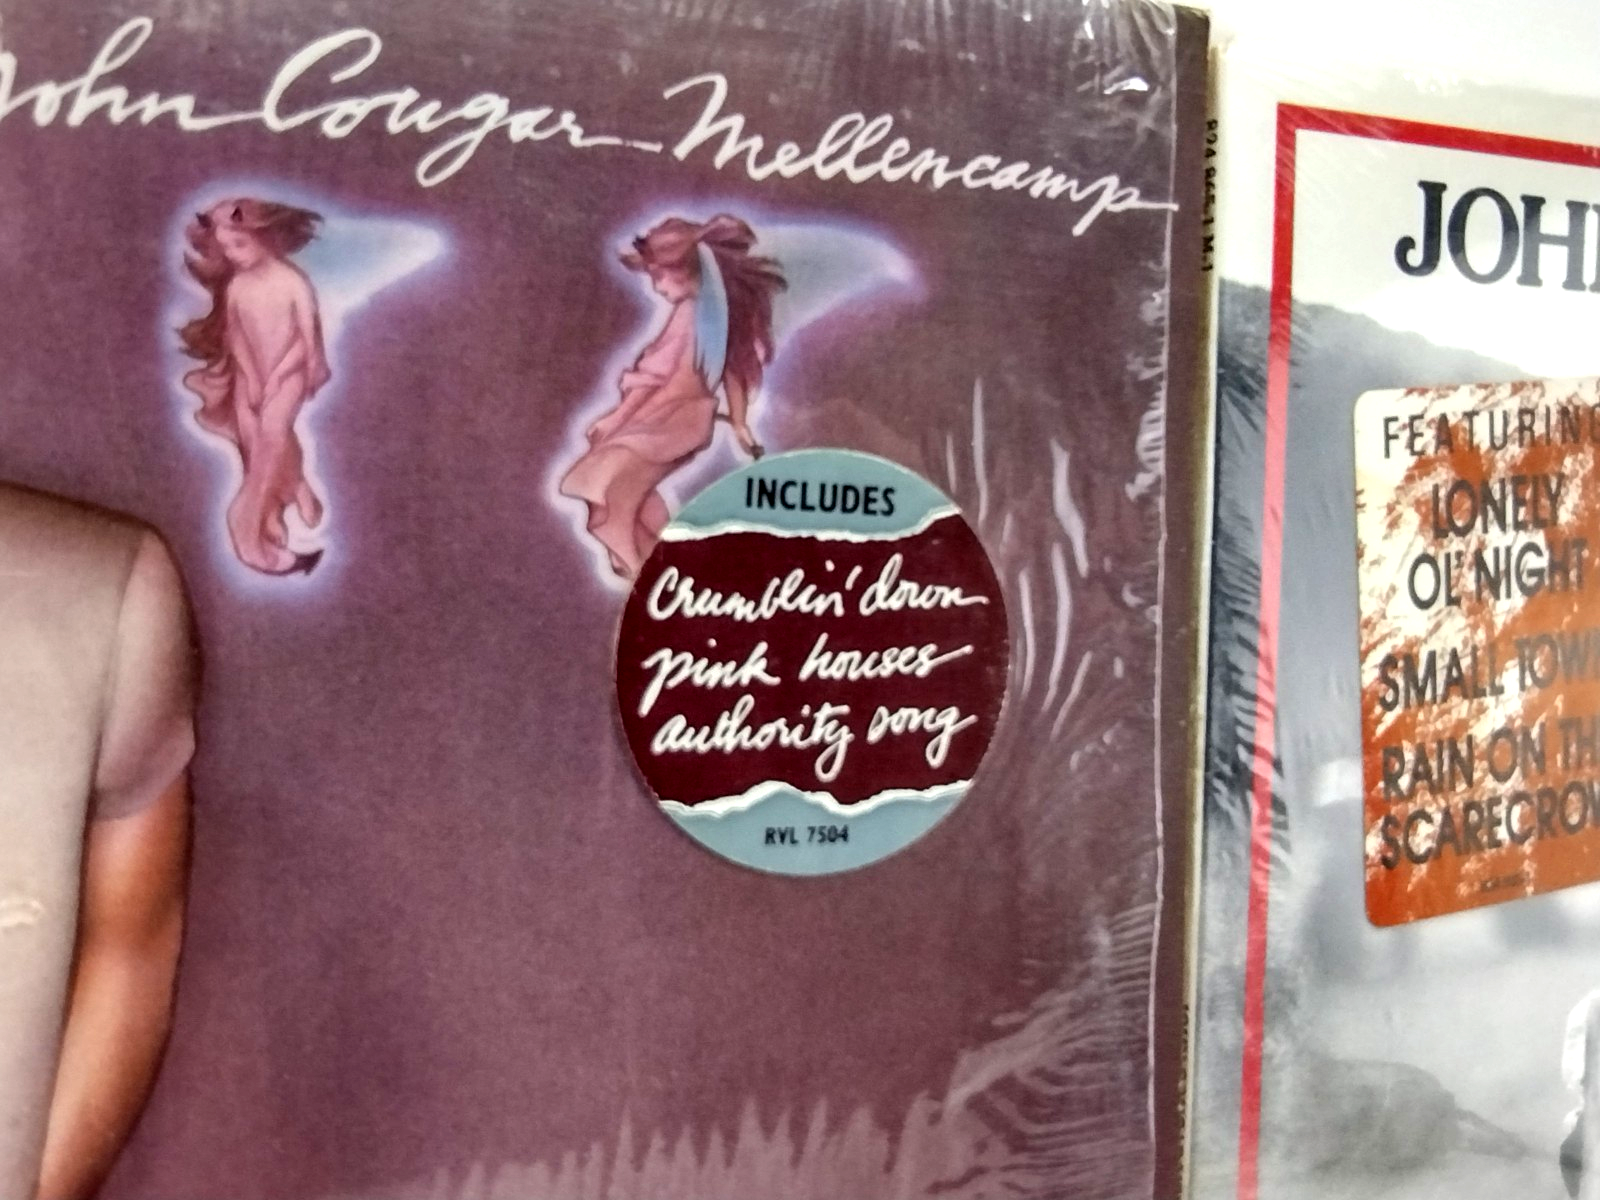 John Cougar Mellencamp
INCLUDES
Crumblin' down
pink houses
authority song
RVL 7504
JOH
FEATURING
LONELY
OL' NIGHT
SMALL TOW
RAIN ON TH
SCARECROW